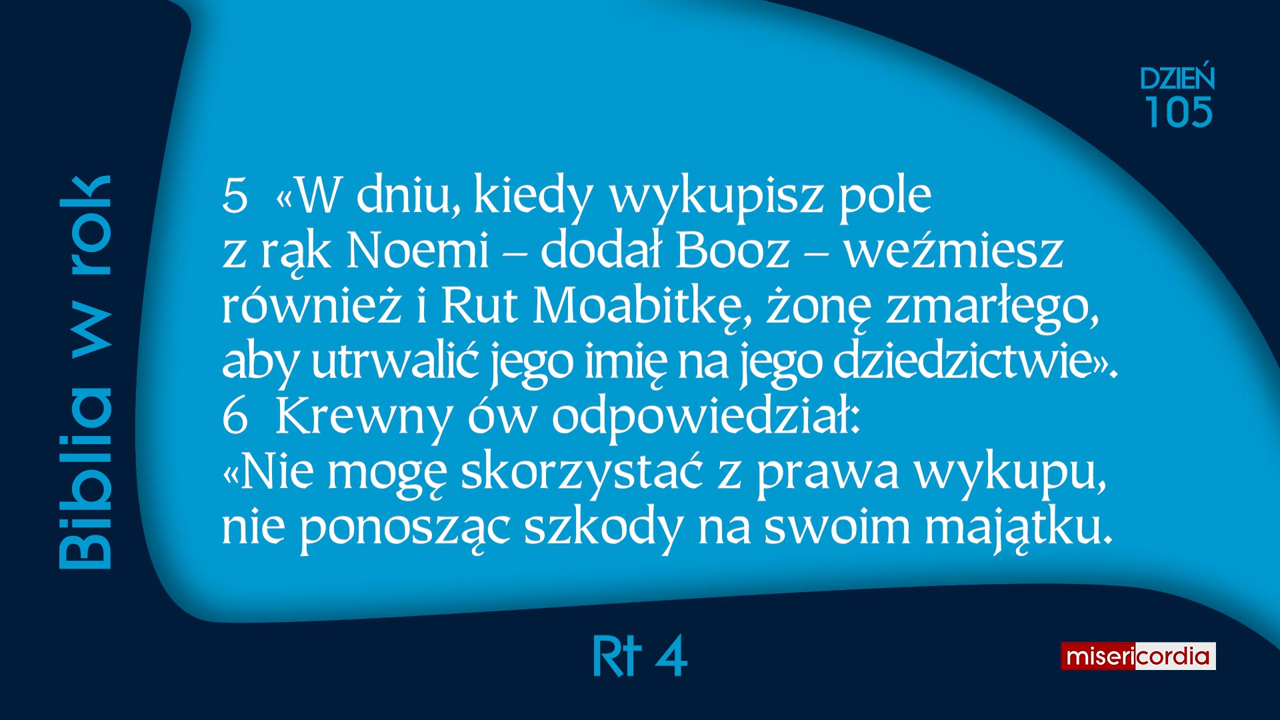 Biblia w rok
DZIEŃ
105
5 «W dniu, kiedy wykupisz pole
z rąk Noemi – dodał Booz – weźmiesz
również i Rut Moabitkę, żonę zmarłego,
aby utrwalić jego imię na jego dziedzictwie».
6 Krewny ów odpowiedział:
«Nie mogę skorzystać z prawa wykupu,
nie ponosząc szkody na swoim majątku.
Rt 4
misericordia